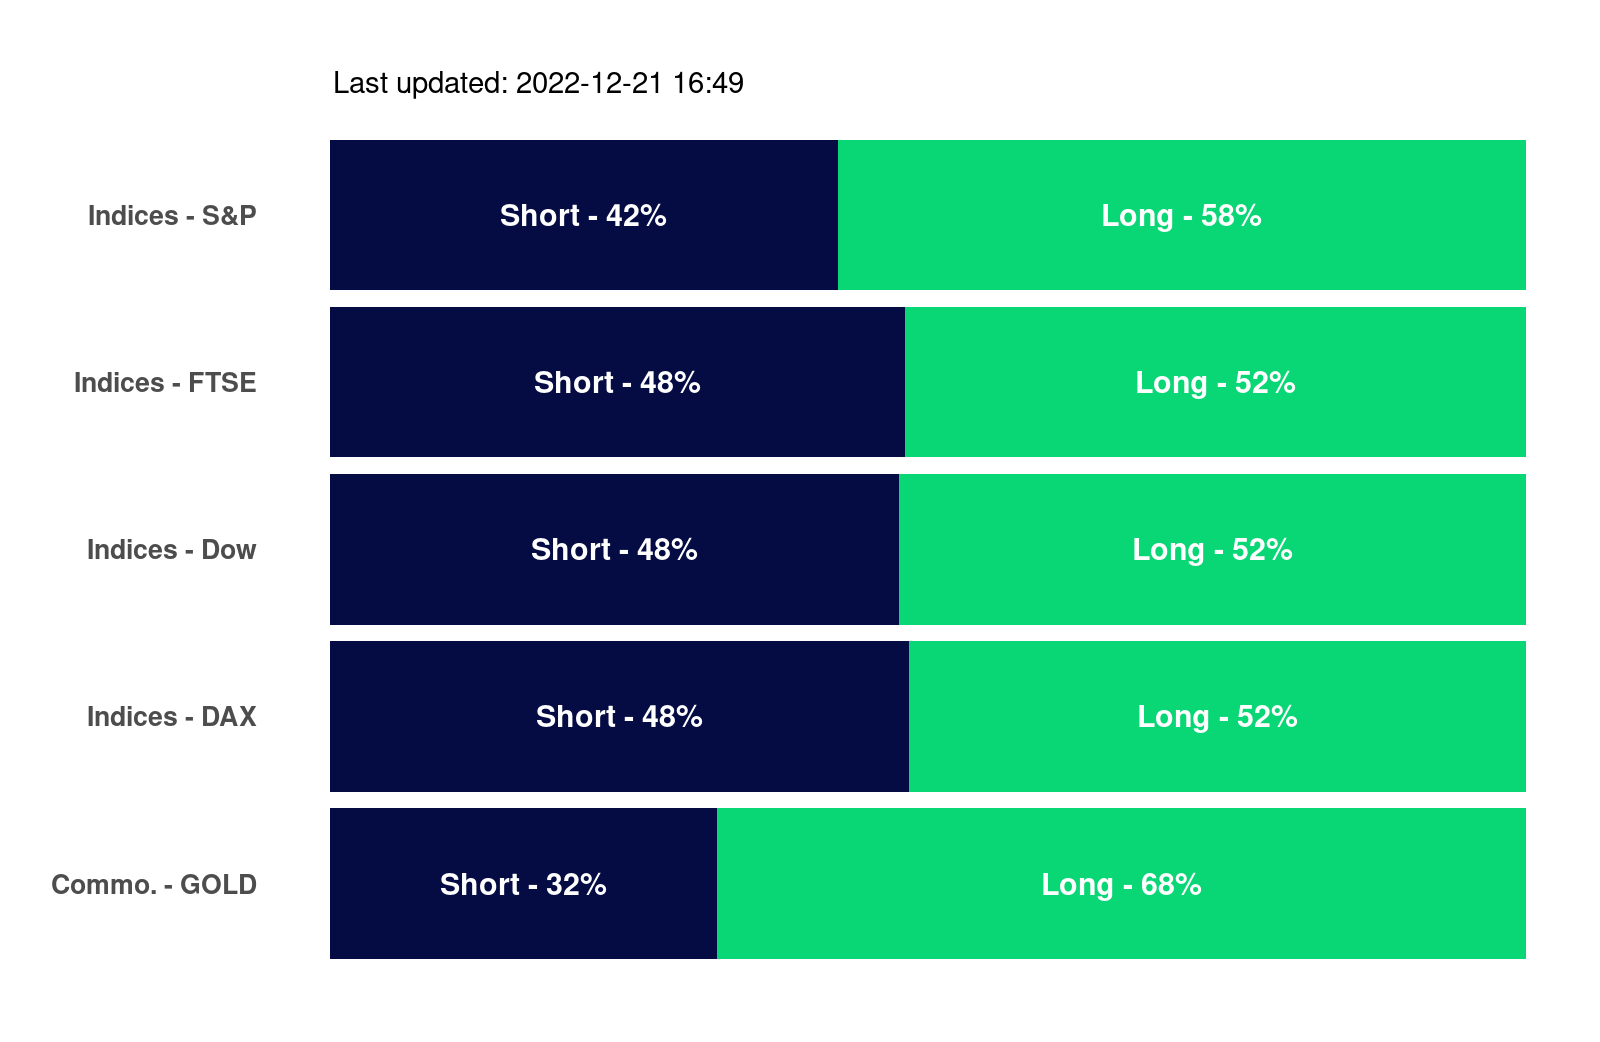 Last updated: 2022-12-21 16:49
Indices - S&P Short - 42% Long - 58%
Indices - FTSE Short - 48% Long - 52%
Indices - Dow Short - 48% Long - 52%
Indices - DAX Short - 48% Long - 52%
Commo. - GOLD Short - 32% Long - 68%